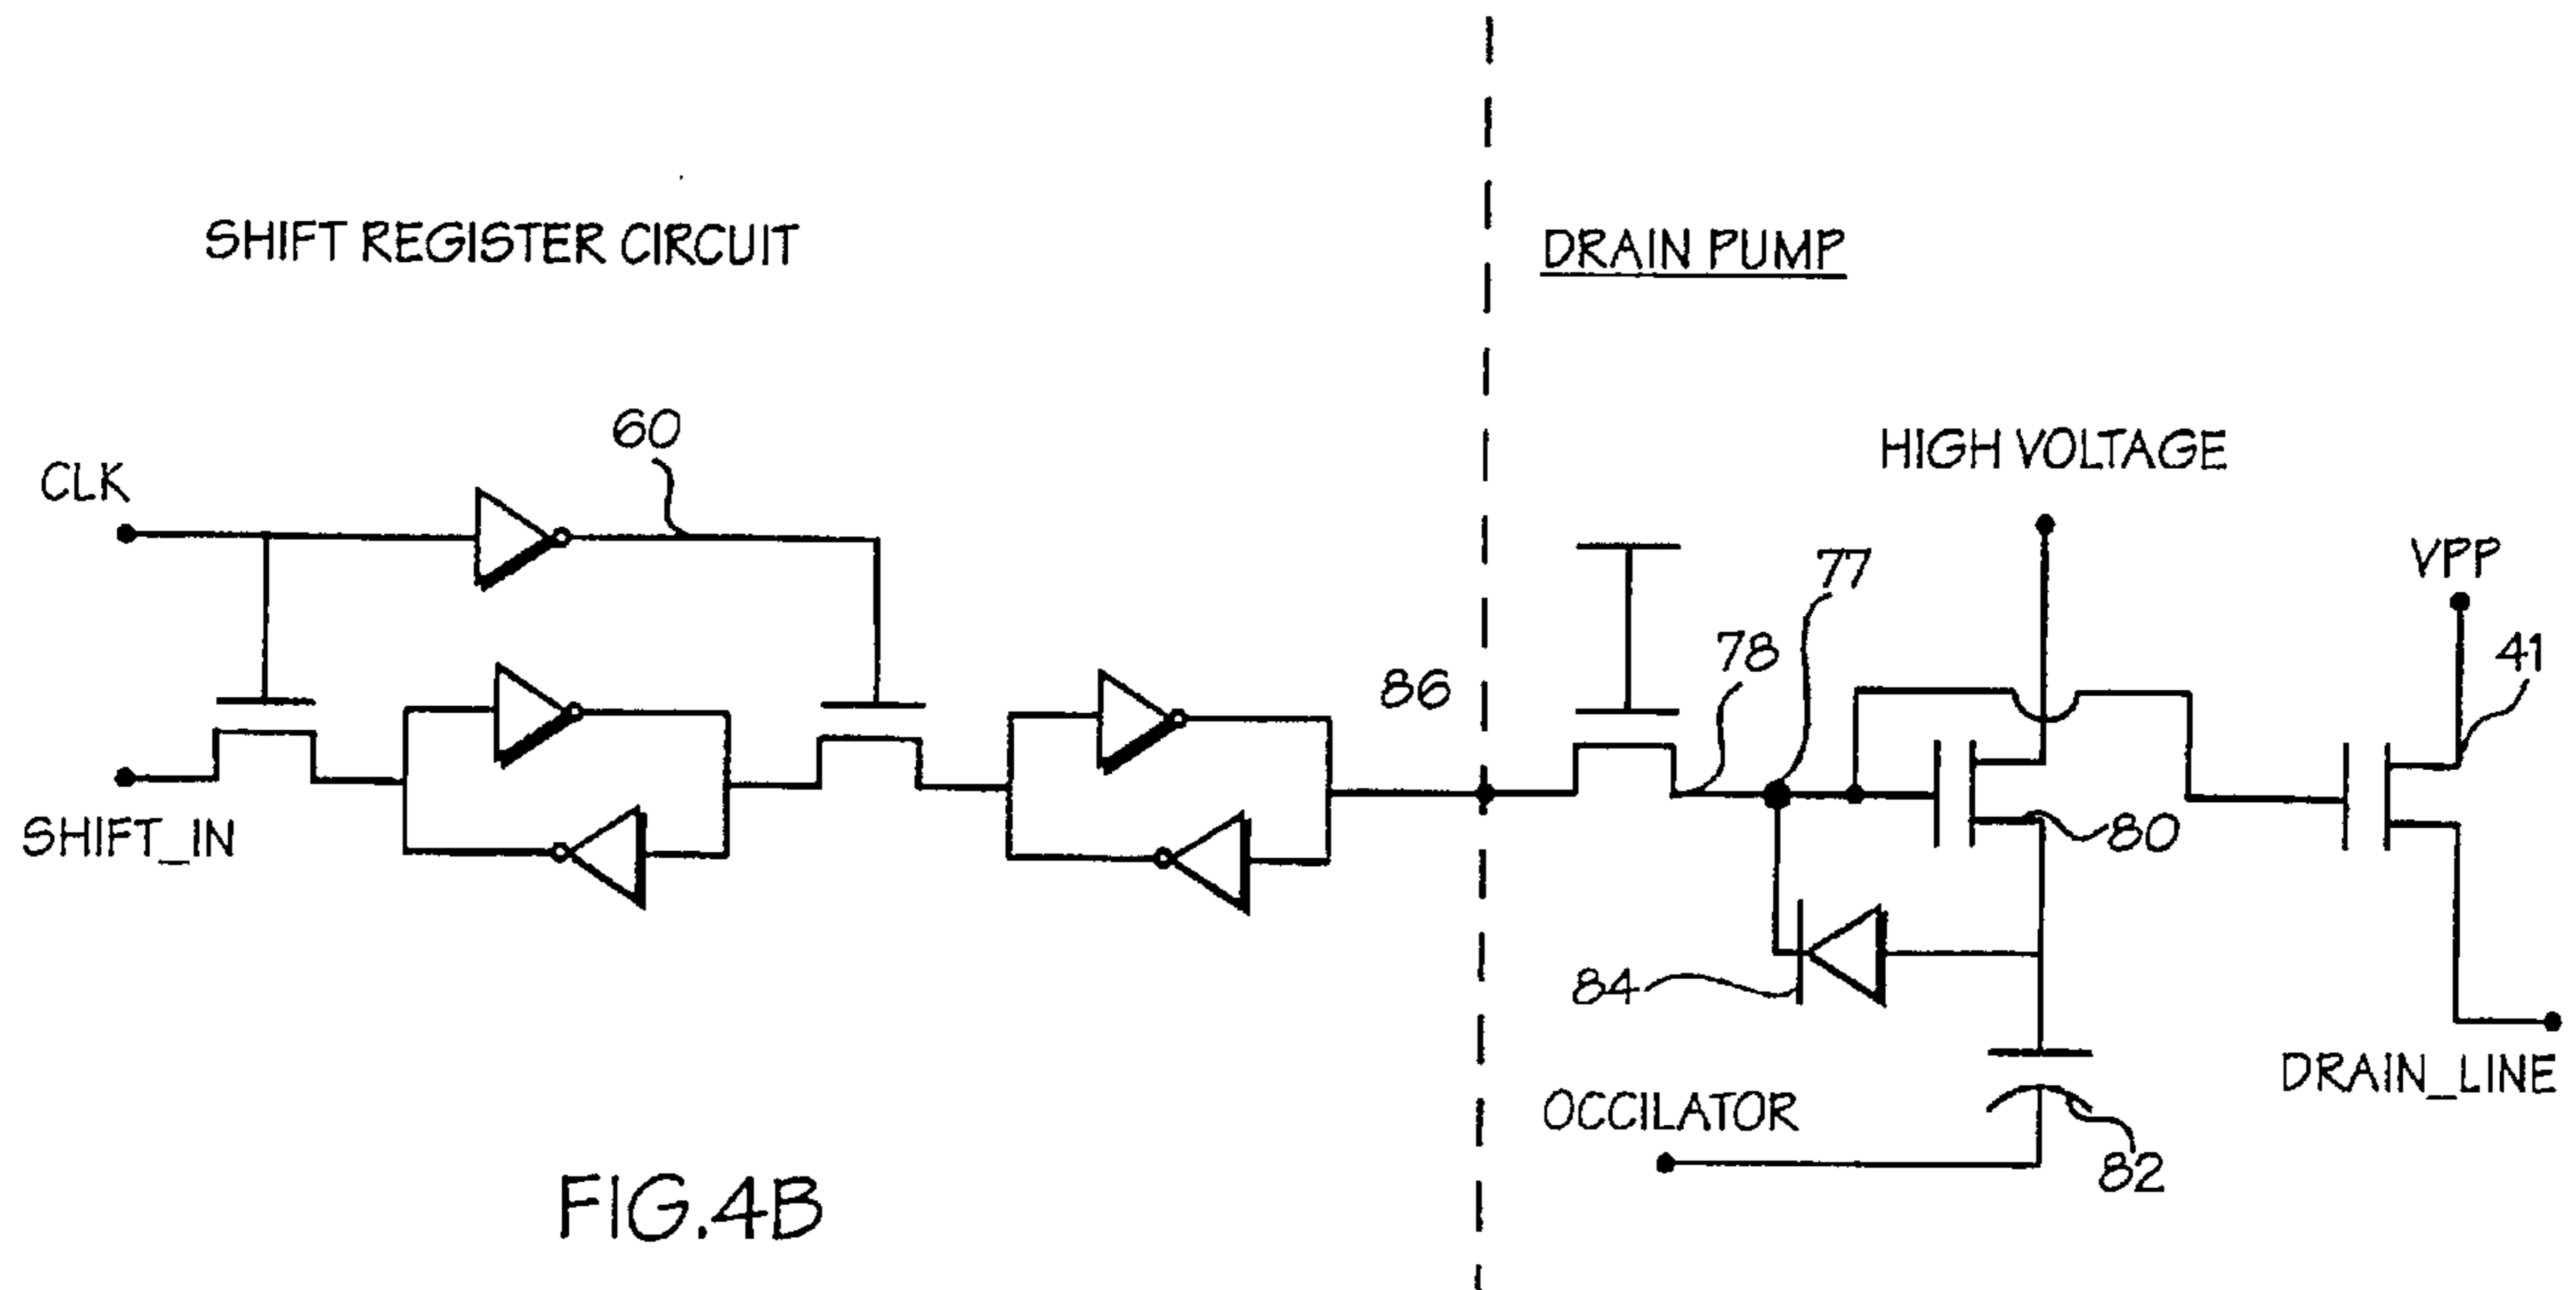 SHIFT REGISTER CIRCUIT
DRAIN PUMP
60
CLK
HIGH VOLTAGE
77
VPP
78
41
86
SHIFT_IN
80
84
OCCILATOR
DRAIN_LINE
82
FIG.4B